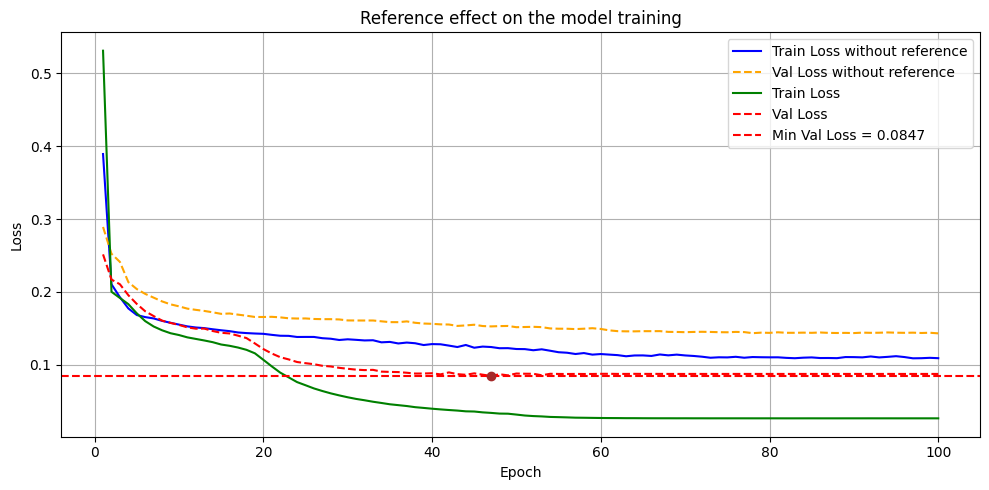 Reference effect on the model training
Train Loss without reference
Val Loss without reference
Train Loss
Val Loss
Min Val Loss = 0.0847
Loss
0.5
0.4
0.3
0.2
0.1
0
20
40
60
80
100
Epoch